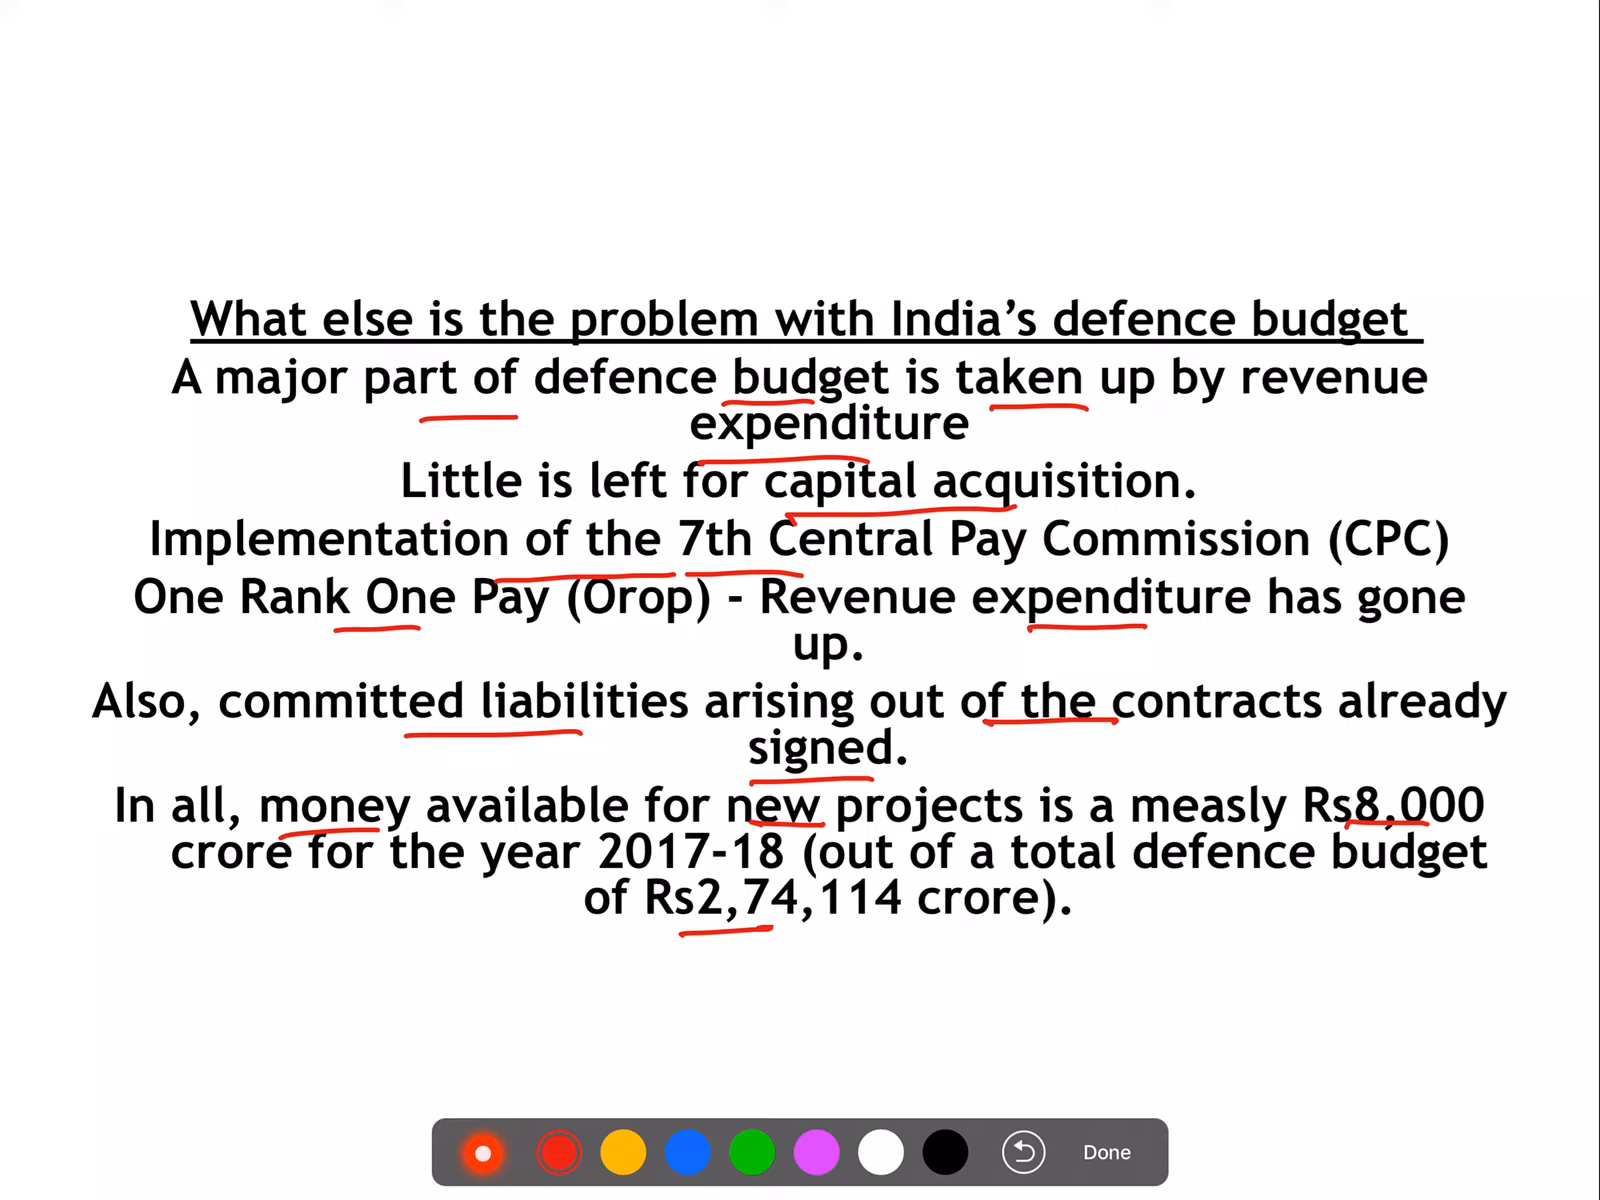 What else is the problem with India’s defence budget
A major part of defence budget is taken up by revenue
expenditure
Little is left for capital acquisition.
Implementation of the 7th Central Pay Commission (CPC)
One Rank One Pay (Orop) - Revenue expenditure has gone
up.
Also, committed liabilities arising out of the contracts already
signed.
In all, money available for new projects is a measly Rs8,000
crore for the year 2017-18 (out of a total defence budget
of Rs2,74,114 crore).
Done